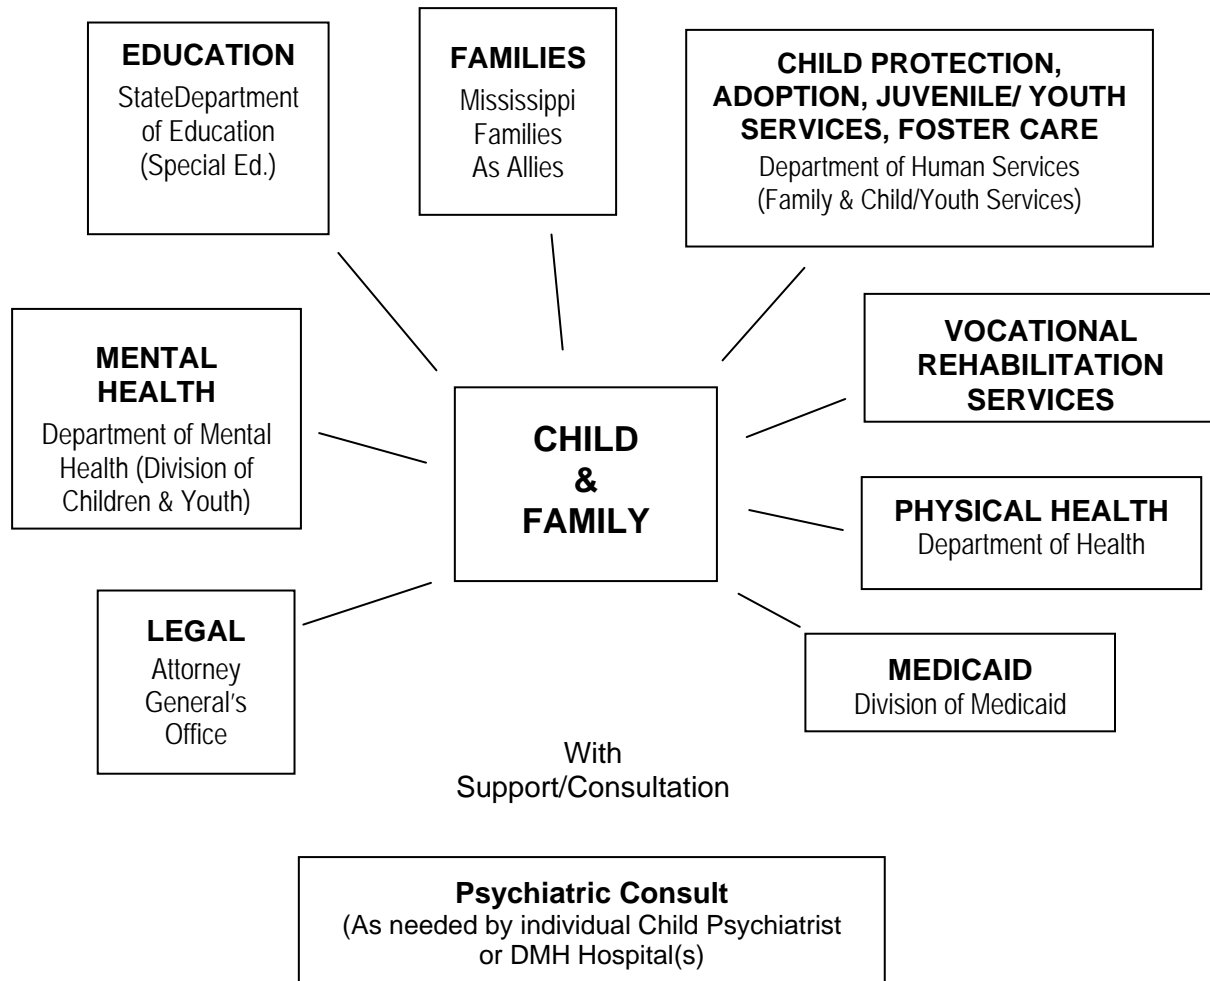 EDUCATION
StateDepartment
of Education
(Special Ed.)
FAMILIES
Mississippi
Families
As Allies
CHILD PROTECTION,
ADOPTION, JUVENILE/ YOUTH
SERVICES, FOSTER CARE
Department of Human Services
(Family & Child/Youth Services)
MENTAL
HEALTH
Department of Mental
Health (Division of
Children & Youth)
CHILD
&
FAMILY
VOCATIONAL
REHABILITATION
SERVICES
PHYSICAL HEALTH
Department of Health
LEGAL
Attorney
General's
Office
MEDICAID
Division of Medicaid
With
Support/Consultation
Psychiatric Consult
(As needed by individual Child Psychiatrist
or DMH Hospital(s)